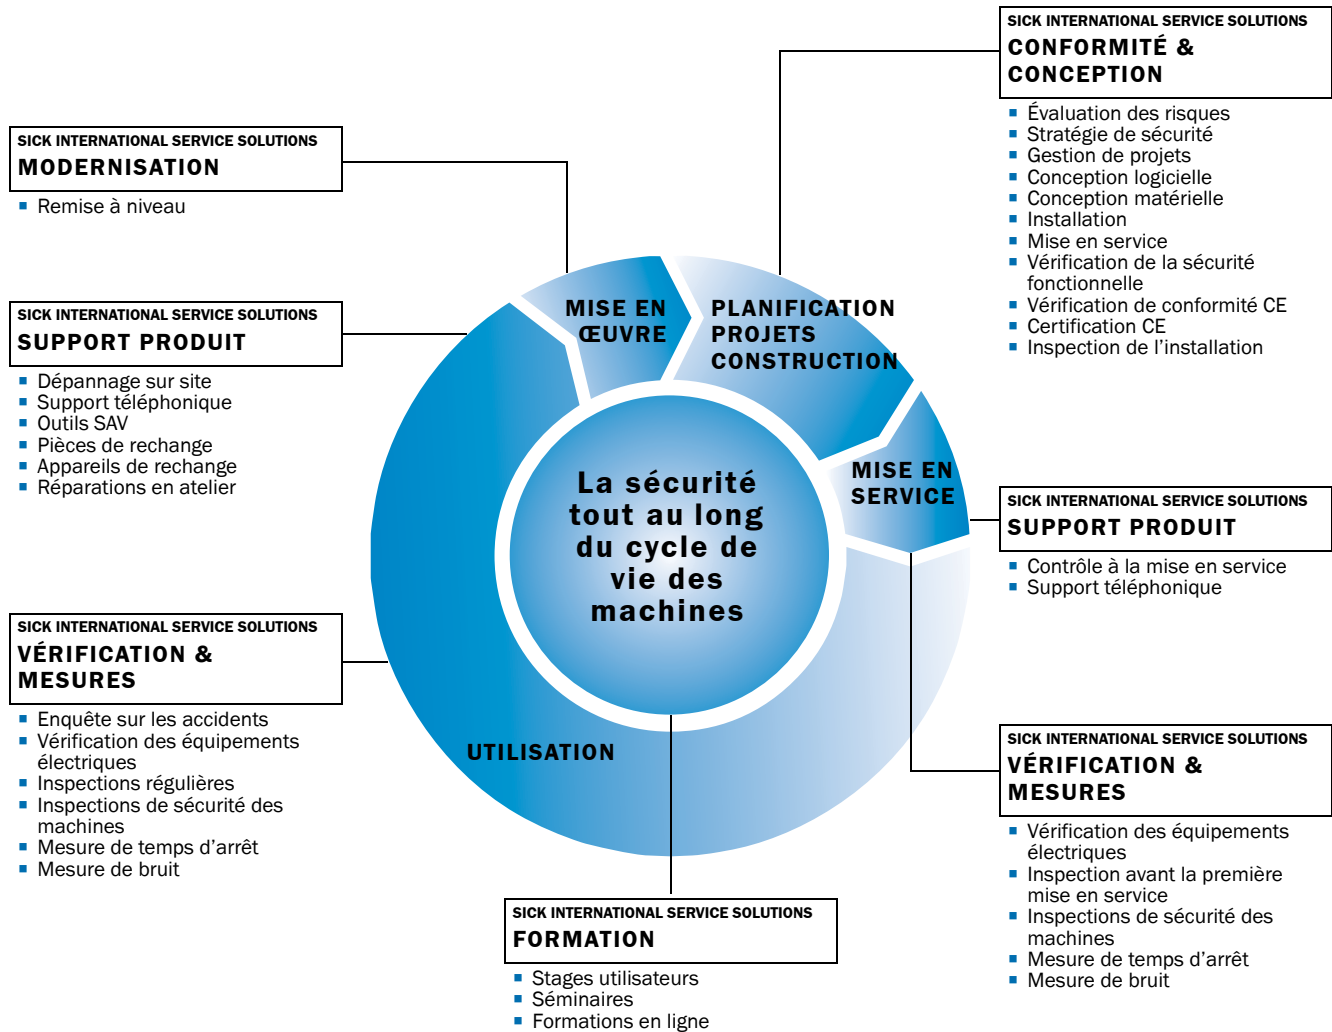 SICK INTERNATIONAL SERVICE SOLUTIONS
CONFORMITÉ &
CONCEPTION
Évaluation des risques
Stratégie de sécurité
Gestion de projets
Conception logicielle
Conception matérielle
Installation
Mise en service
Vérification de la sécurité
fonctionnelle
Vérification de conformité CE
Certification CE
Inspection de l’installation
SICK INTERNATIONAL SERVICE SOLUTIONS
MODERNISATION
Remise à niveau
SICK INTERNATIONAL SERVICE SOLUTIONS
SUPPORT PRODUIT
Dépannage sur site
Support téléphonique
Outils SAV
Pièces de rechange
Appareils de rechange
Réparations en atelier
MISE EN
ŒUVRE
PLANIFICATION
PROJETS
CONSTRUCTION
MISE EN
SERVICE
La sécurité
tout au long
du cycle de
vie des
machines
UTILISATION
SICK INTERNATIONAL SERVICE SOLUTIONS
SUPPORT PRODUIT
Contrôle à la mise en service
Support téléphonique
SICK INTERNATIONAL SERVICE SOLUTIONS
VÉRIFICATION &
MESURES
Enquête sur les accidents
Vérification des équipements
électriques
Inspections régulières
Inspections de sécurité des
machines
Mesure de temps d’arrêt
Mesure de bruit
SICK INTERNATIONAL SERVICE SOLUTIONS
VÉRIFICATION &
MESURES
Vérification des équipements
électriques
Inspection avant la première
mise en service
Inspections de sécurité des
machines
Mesure de temps d’arrêt
Mesure de bruit
SICK INTERNATIONAL SERVICE SOLUTIONS
FORMATION
Stages utilisateurs
Séminaires
Formations en ligne